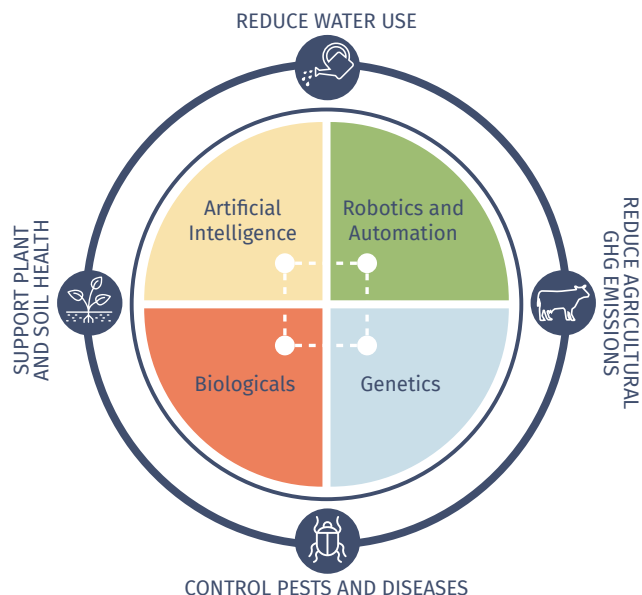 REDUCE WATER USE
Artificial
Intelligence
Robotics and
Automation
SUPPORT PLANT
AND SOIL HEALTH
REDUCE AGRICULTURAL
GHG EMISSIONS
Biologicals
Genetics
CONTROL PESTS AND DISEASES